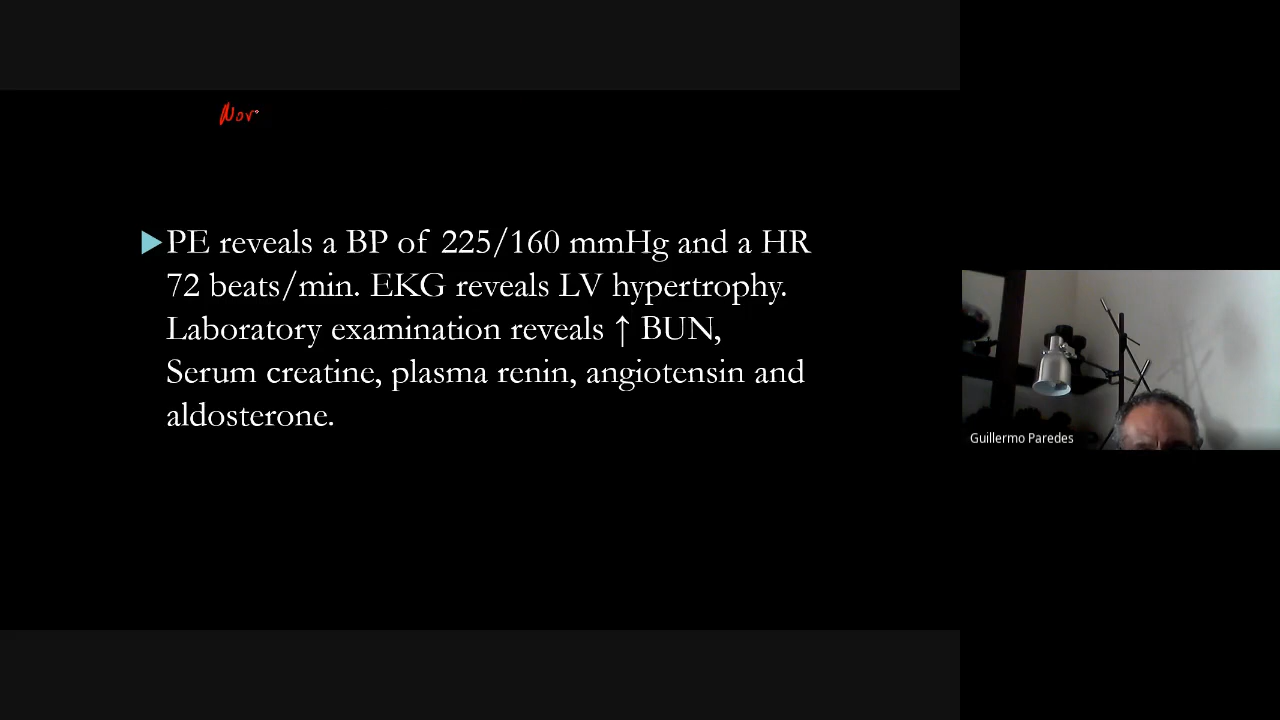 Nor
PE reveals a BP of 225/160 mmHg and a HR
72 beats/min. EKG reveals LV hypertrophy.
Laboratory examination reveals ↑ BUN,
Serum creatine, plasma renin, angiotensin and
aldosterone.
Guillermo Paredes